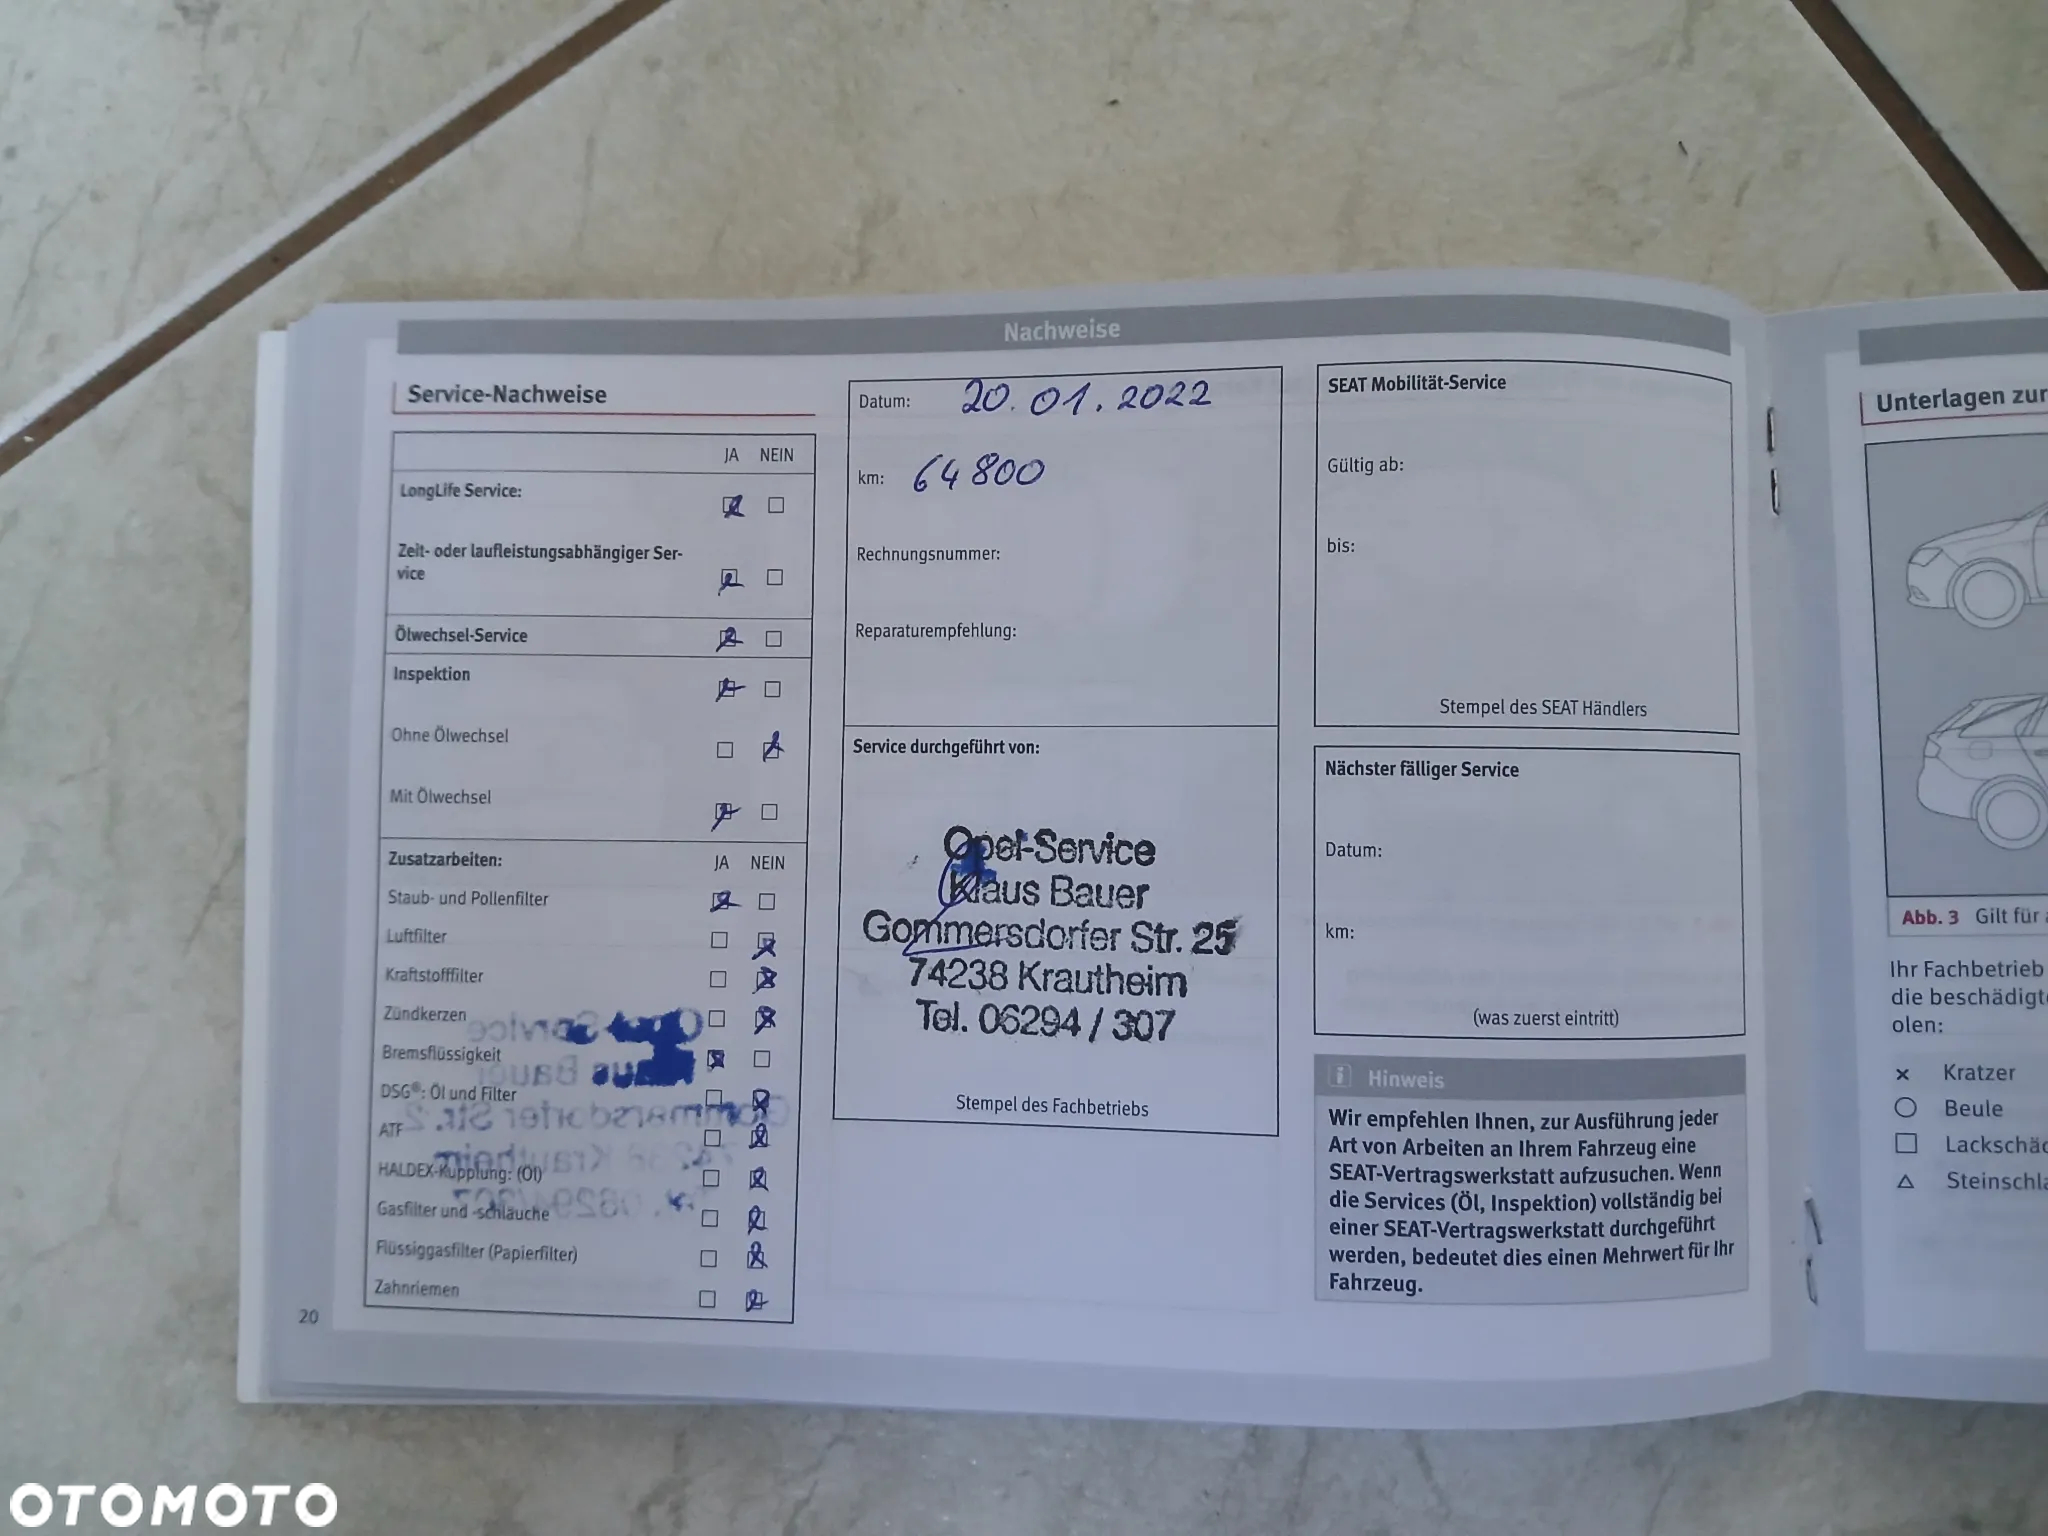 Nachweise
Service-Nachweise
JA NEIN
LongLife Service:
Zeit- oder laufleistungsabhängiger Ser-
vice
Ölwechsel-Service
Inspektion
Ohne Ölwechsel
Mit Ölwechsel
Zusatzarbeiten: JA NEIN
Staub- und Pollenfilter
Luftfilter
Kraftstofffilter
Zündkerzen
Bremsflüssigkeit
DSG®: Öl und Filter
ATF
HALDEX-Kupplung: (Öl)
Gasfilter und -schläuche
Flüssiggasfilter (Papierfilter)
Zahnriemen
20
Datum: 20.01.2022
km: 64800
Rechnungsnummer:
Reparaturempfehlung:
Service durchgeführt von:
Opel-Service
Klaus Bauer
Gommersdorfer Str. 25
74238 Krautheim
Tel. 06294 / 307
Stempel des Fachbetriebs
SEAT Mobilität-Service
Gültig ab:
bis:
Stempel des SEAT Händlers
Nächster fälliger Service
Datum:
km:
(was zuerst eintritt)
i Hinweis
Wir empfehlen Ihnen, zur Ausführung jeder
Art von Arbeiten an Ihrem Fahrzeug eine
SEAT-Vertragswerkstatt aufzusuchen. Wenn
die Services (Öl, Inspektion) vollständig bei
einer SEAT-Vertragswerkstatt durchgeführt
werden, bedeutet dies einen Mehrwert für Ihr
Fahrzeug.
Unterlagen zur
Abb. 3 Gilt für
Ihr Fachbetrieb
die beschädigt
olen:
Kratzer
Beule
Lackschä
Steinschl
OTOMOTO